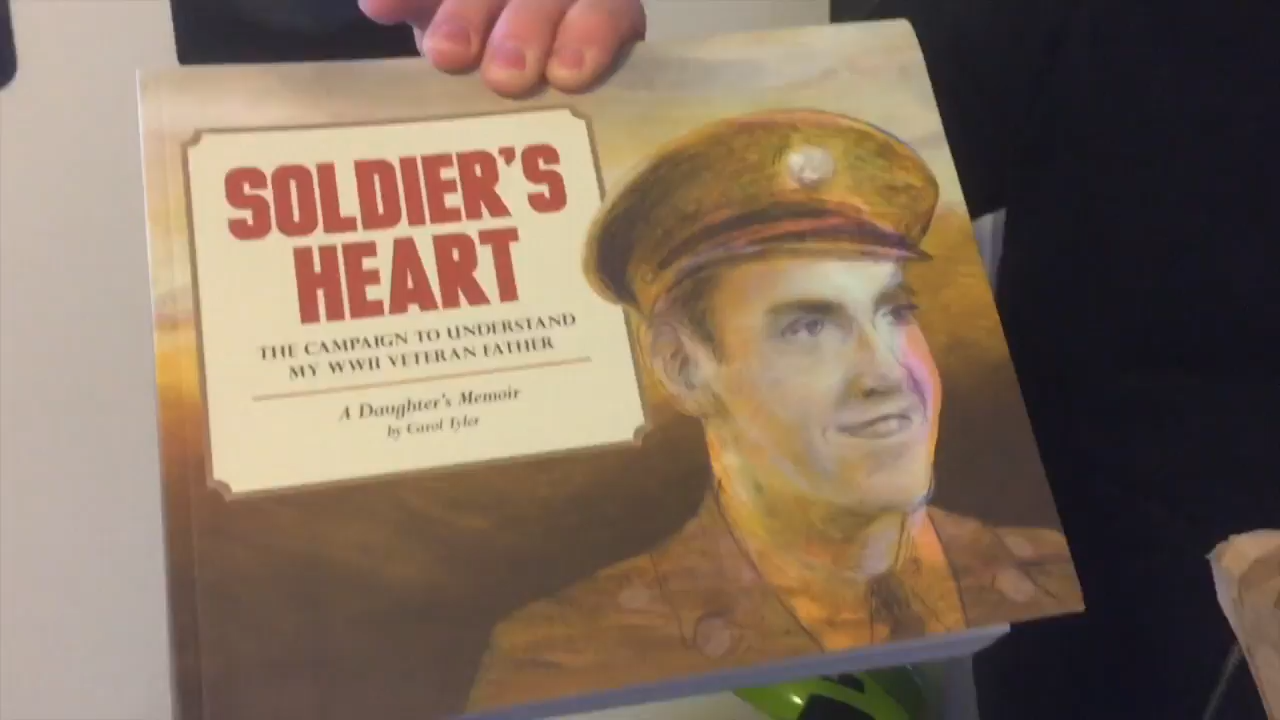 SOLDIER'S
HEART
THE CAMPAIGN TO UNDERSTAND
MY WWII VETERAN FATHER
A Daughter's Memoir
by Carol Tyler